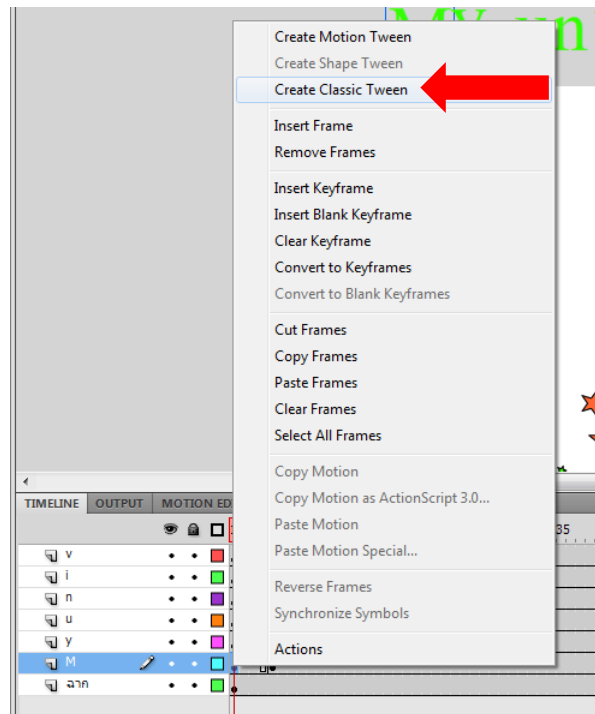 My un
Create Motion Tween
Create Shape Tween
Create Classic Tween
Insert Frame
Remove Frames
Insert Keyframe
Insert Blank Keyframe
Clear Keyframe
Convert to Keyframes
Convert to Blank Keyframes
Cut Frames
Copy Frames
Paste Frames
Clear Frames
Select All Frames
Copy Motion
Copy Motion as ActionScript 3.0...
Paste Motion
Paste Motion Special...
Reverse Frames
Synchronize Symbols
Actions
TIMELINE OUTPUT MOTION ED
35
v
i
n
u
y
M
ฉาก